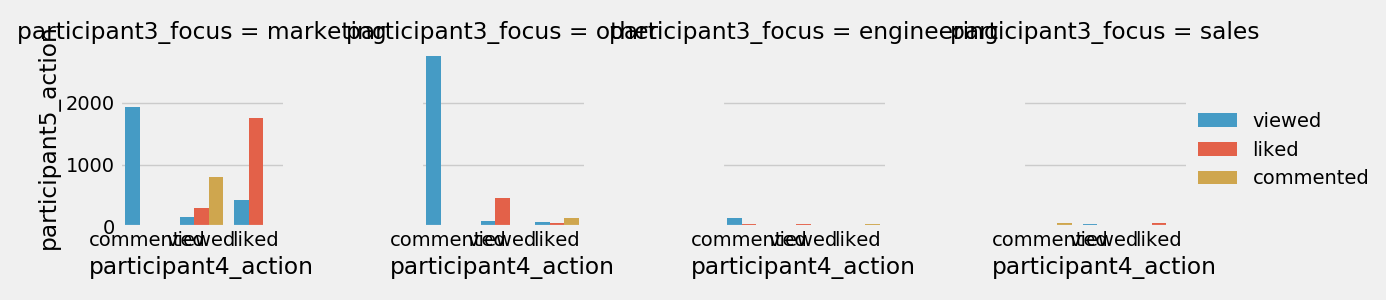 participant3_focus = marketing
participant3_focus = other
participant3_focus = engineering
participant3_focus = sales
participant5_action
2000
1000
0
commented viewed liked
commented viewed liked
commented viewed liked
commented viewed liked
participant4_action
participant4_action
participant4_action
participant4_action
viewed
liked
commented